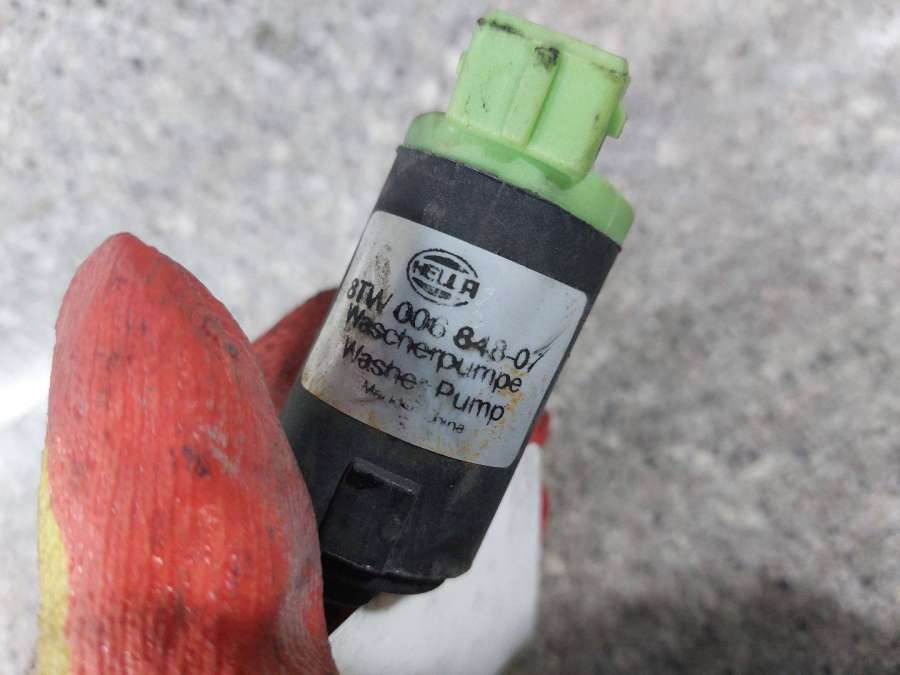 HELLA
8TW 006 848-07
Wascherpumpe
Washer Pump